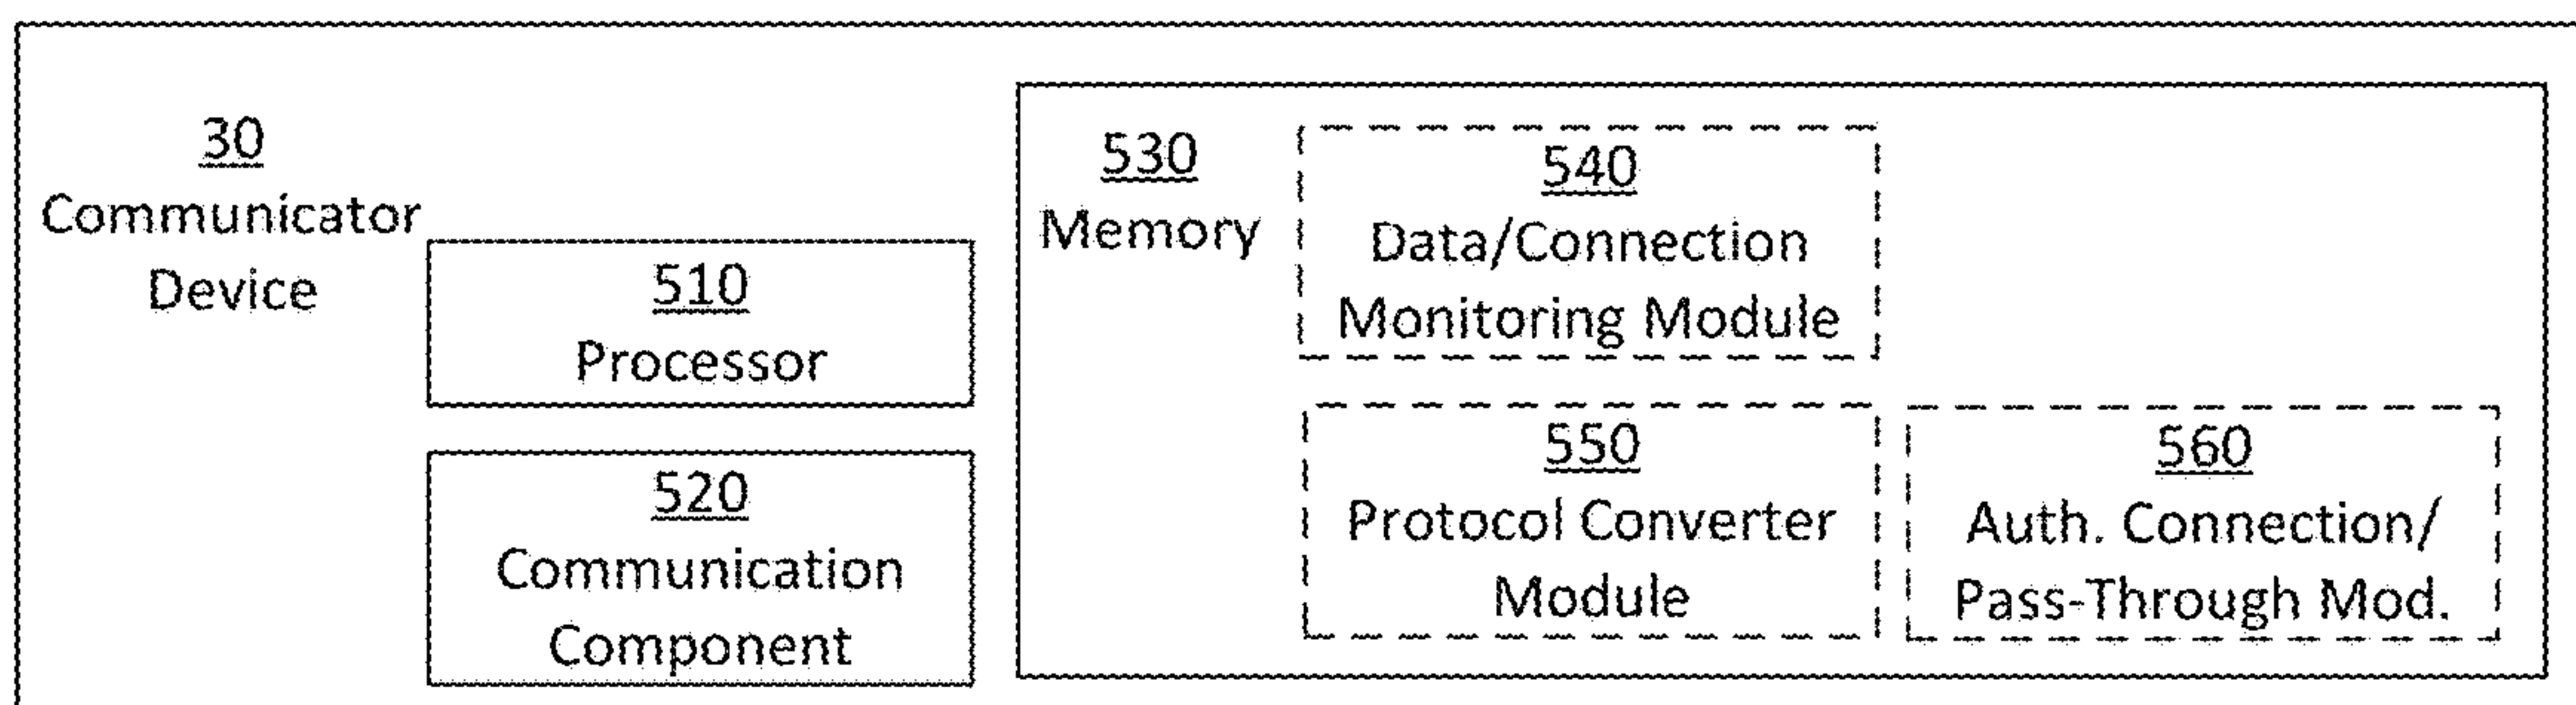 30
Communicator
Device
510
Processor
520
Communication
Component
530
Memory
540
Data/Connection
Monitoring Module
550
Protocol Converter
Module
560
Auth. Connection/
Pass-Through Mod.